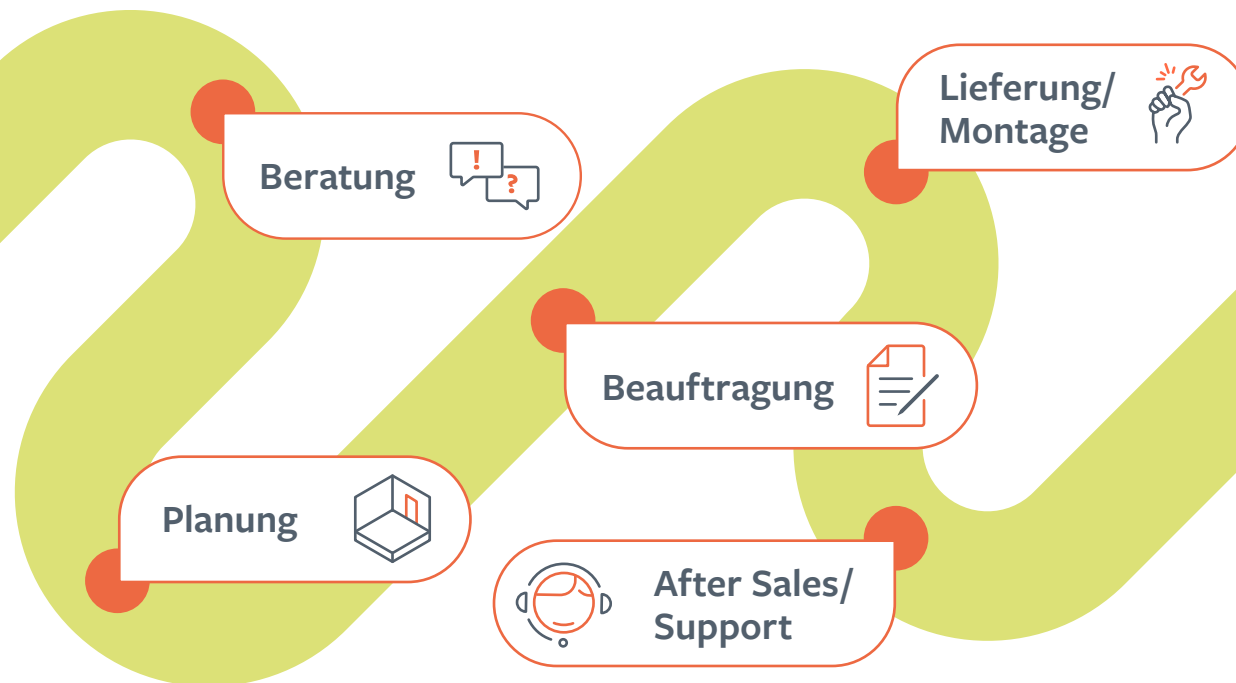 Beratung
!
?
Planung
Beauftragung
Lieferung/
Montage
After Sales/
Support